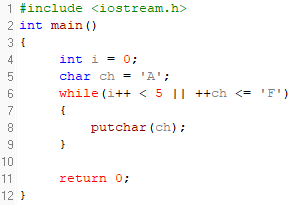 1 #include <iostream.h>
2 int main()
3 {
4     int i = 0;
5     char ch = 'A';
6     while(i++ < 5 || ++ch <= 'F')
7     {
8         putchar(ch);
9     }
10
11     return 0;
12 }